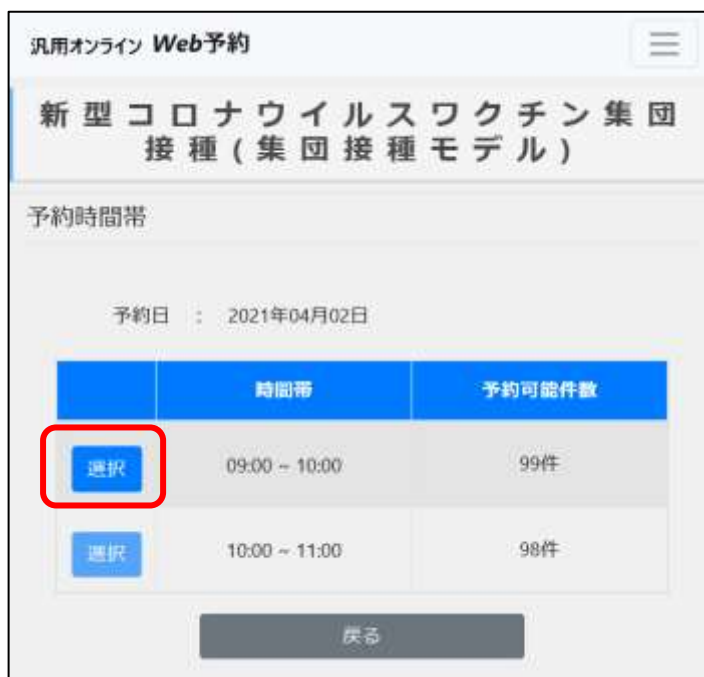 汎用オンライン Web予約
新型コロナウイルスワクチン集団
接種(集団接種モデル)
予約時間帯
予約日 : 2021年04月02日
時間帯 予約可能件数
選択 09:00 ~ 10:00 99件
選択 10:00 ~ 11:00 98件
戻る